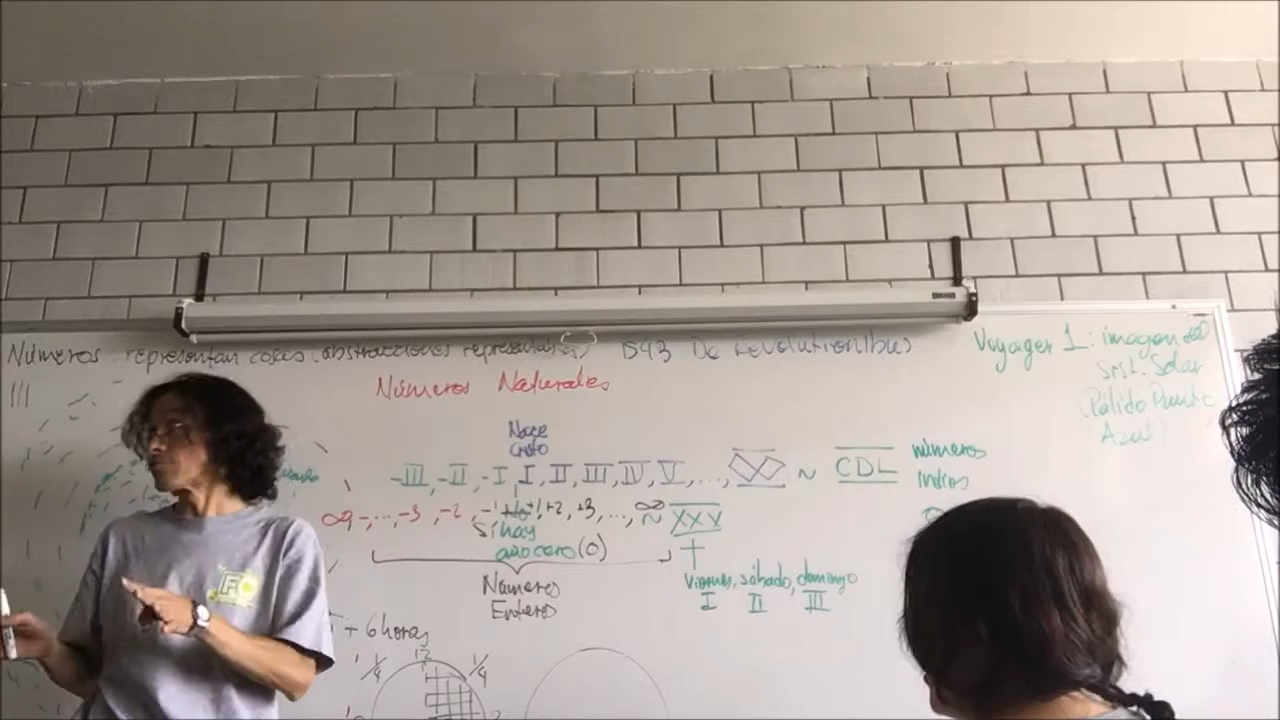 Números representan cosas abstracciones 1543 De revolutionibus
Voyager 1: imagen del
Sist. Solar
(Pálido Punto
Azul)
|||
Números Naturales
Nace
Cristo
-III, -II, -I, I, II, III, IV, V, ...,
~ CDL
números
indios
∞-, ..., -3, -2, -1 +1, +2, +3, ..., ∞
~ XXV
Si hay
año cero (0)
+
Viernes, sábado, domingo
I II III
Números
Enteros
+ 6 horas
1/4 12 1/4
F